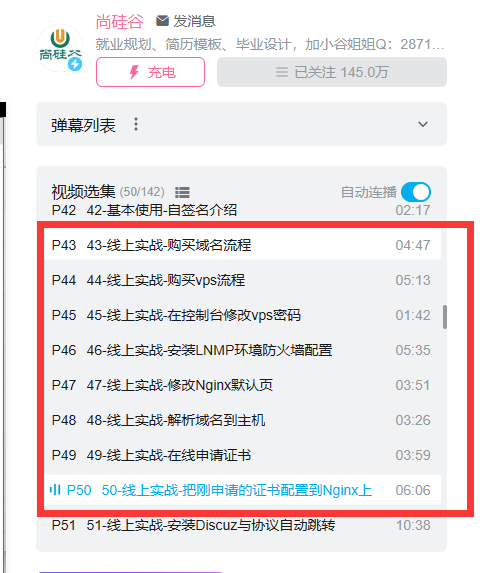 尚硅谷 发消息
尚硅谷
就业规划、简历模板、毕业设计，加小谷姐姐Q：2871...
充电
已关注 145.0万
弹幕列表
视频选集 (50/142)
自动连播
P42 42-基本使用-自签名介绍 02:17
P43 43-线上实战-购买域名流程 04:47
P44 44-线上实战-购买vps流程 05:13
P45 45-线上实战-在控制台修改vps密码 01:42
P46 46-线上实战-安装LNMP环境防火墙配置 05:35
P47 47-线上实战-修改Nginx默认页 03:51
P48 48-线上实战-解析域名到主机 03:26
P49 49-线上实战-在线申请证书 03:59
P50 50-线上实战-把刚申请的证书配置到Nginx上 06:06
P51 51-线上实战-安装Discuz与协议自动跳转 10:38